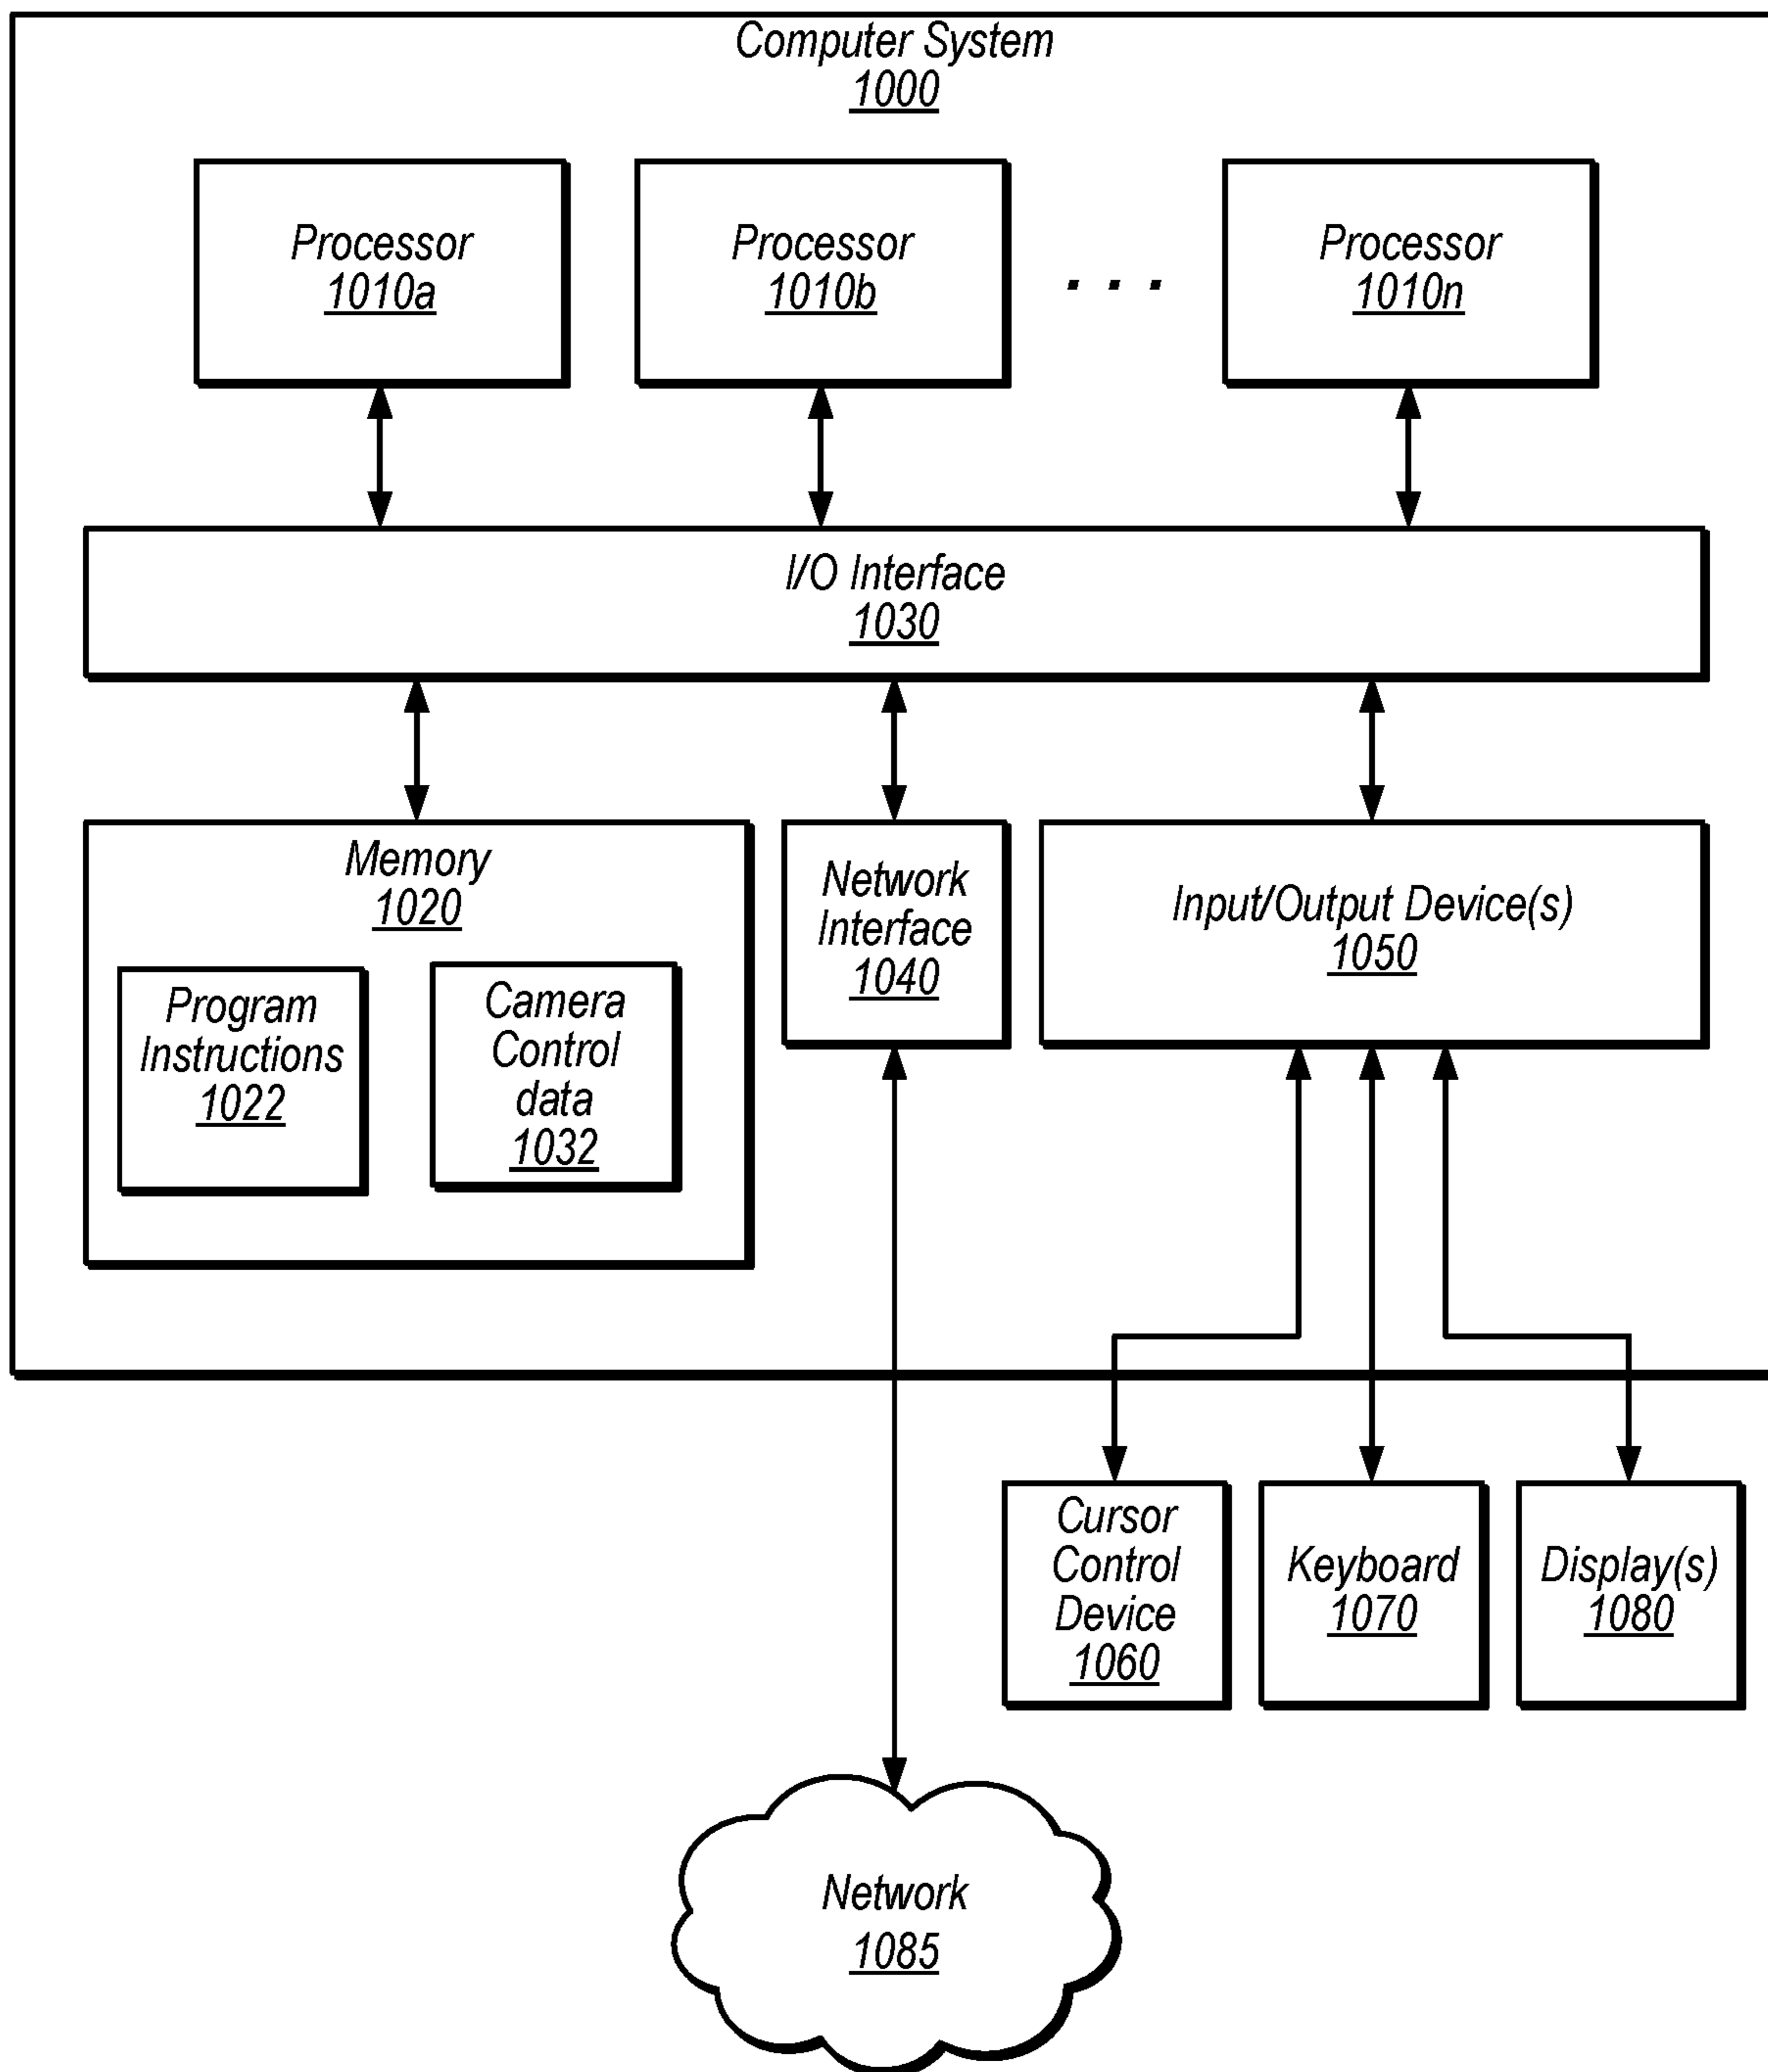 Computer System
1000
Processor
1010a
Processor
1010b
. . .
Processor
1010n
I/O Interface
1030
Memory
1020
Program
Instructions
1022
Camera
Control
data
1032
Network
Interface
1040
Input/Output Device(s)
1050
Cursor
Control
Device
1060
Keyboard
1070
Display(s)
1080
Network
1085